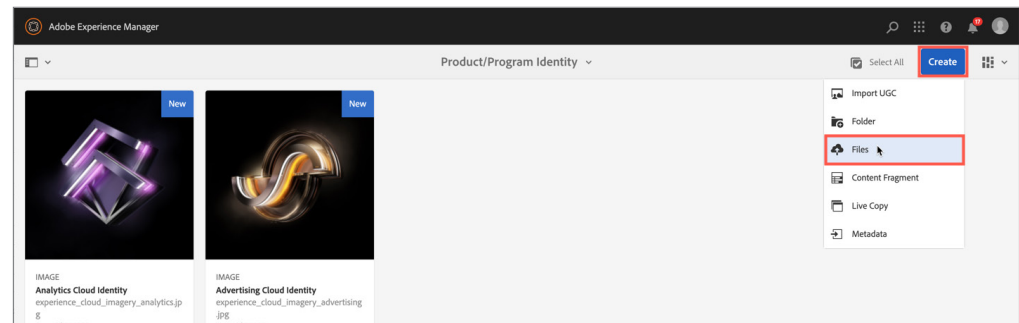 Adobe Experience Manager
17
Product/Program Identity
Select All
Create
Import UGC
Folder
Files
Content Fragment
Live Copy
Metadata
New
New
IMAGE
Analytics Cloud Identity
experience_cloud_imagery_analytics.jp
g
IMAGE
Advertising Cloud Identity
experience_cloud_imagery_advertising
.jpg